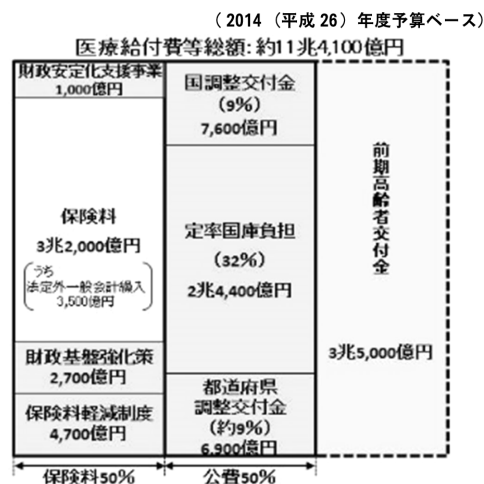 （2014（平成26）年度予算ベース）
医療給付費等総額：約11兆4,100億円
財政安定化支援事業
1,000億円
保険料
3兆2,000億円
うち
法定外一般会計繰入
3,500億円
財政基盤強化策
2,700億円
保険料軽減制度
4,700億円
国調整交付金
（9%）
7,600億円
定率国庫負担
（32%）
2兆4,400億円
都道府県
調整交付金
（約9%）
6,900億円
前期高齢者交付金
3兆5,000億円
保険料50%
公費50%